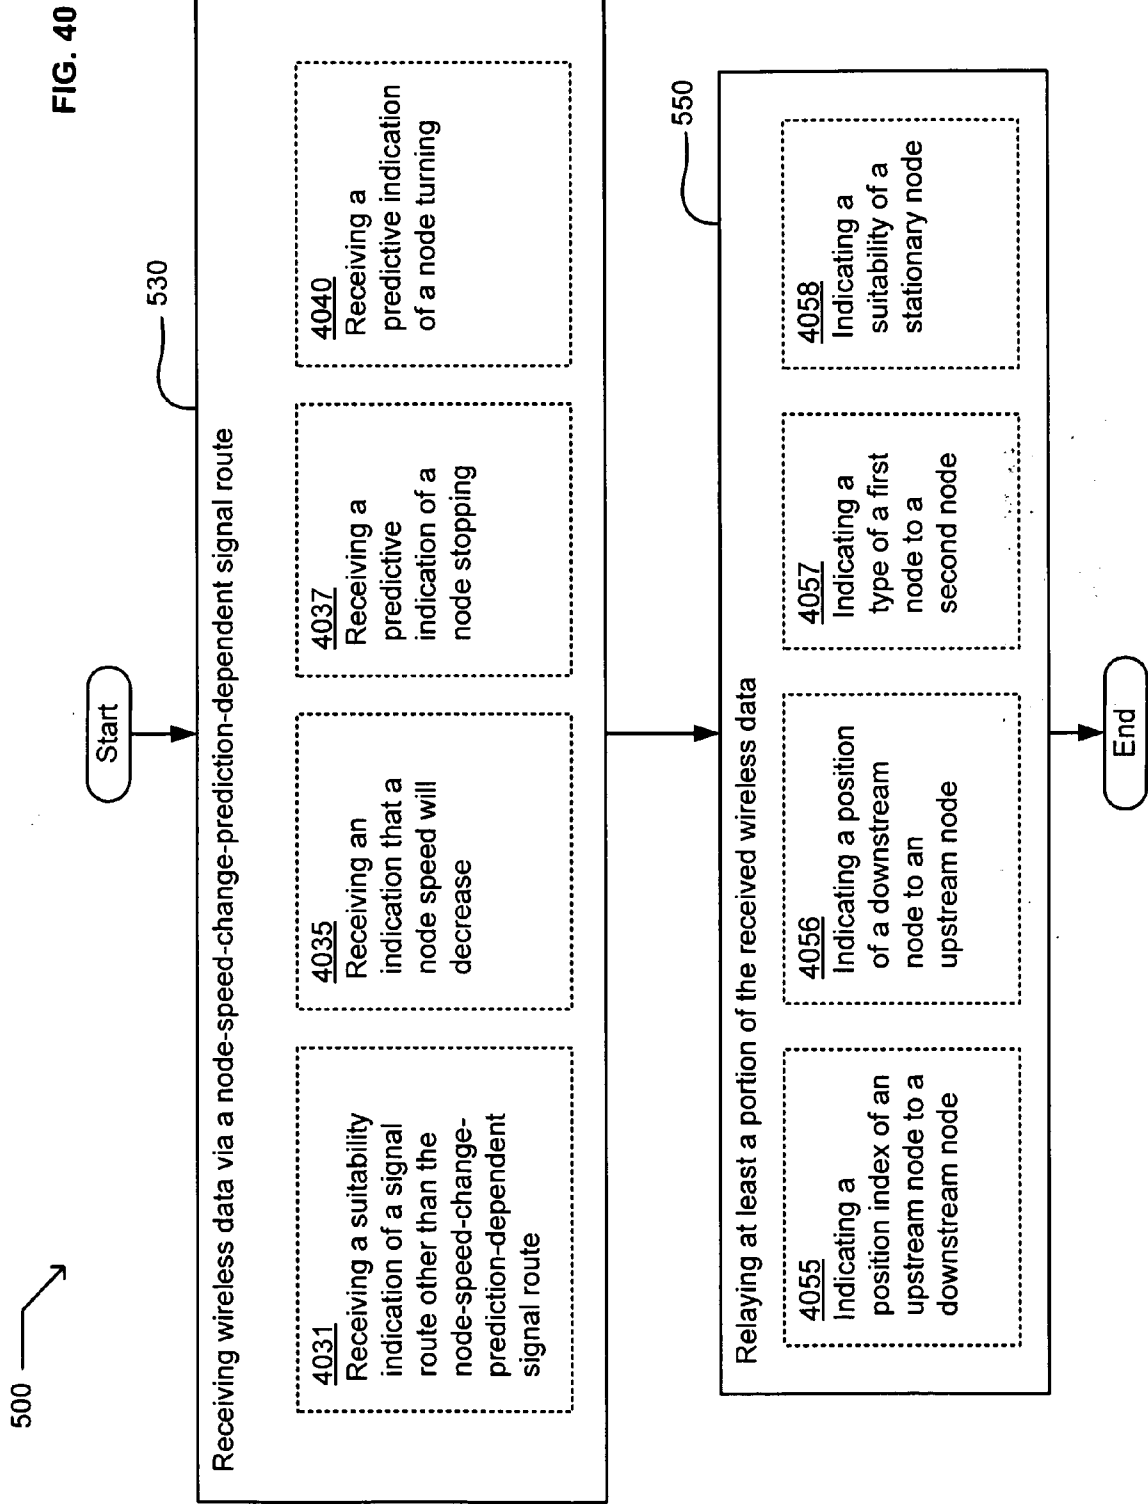 FIG. 40
500
Start
530
Receiving wireless data via a node-speed-change-prediction-dependent signal route
4031
Receiving a suitability
indication of a signal
route other than the
node-speed-change-
prediction-dependent
signal route
4035
Receiving an
indication that a
node speed will
decrease
4037
Receiving a
predictive
indication of a
node stopping
4040
Receiving a
predictive indication
of a node turning
550
Relaying at least a portion of the received wireless data
4055
Indicating a
position index of an
upstream node to a
downstream node
4056
Indicating a position
of a downstream
node to an
upstream node
4057
Indicating a
type of a first
node to a
second node
4058
Indicating a
suitability of a
stationary node
End